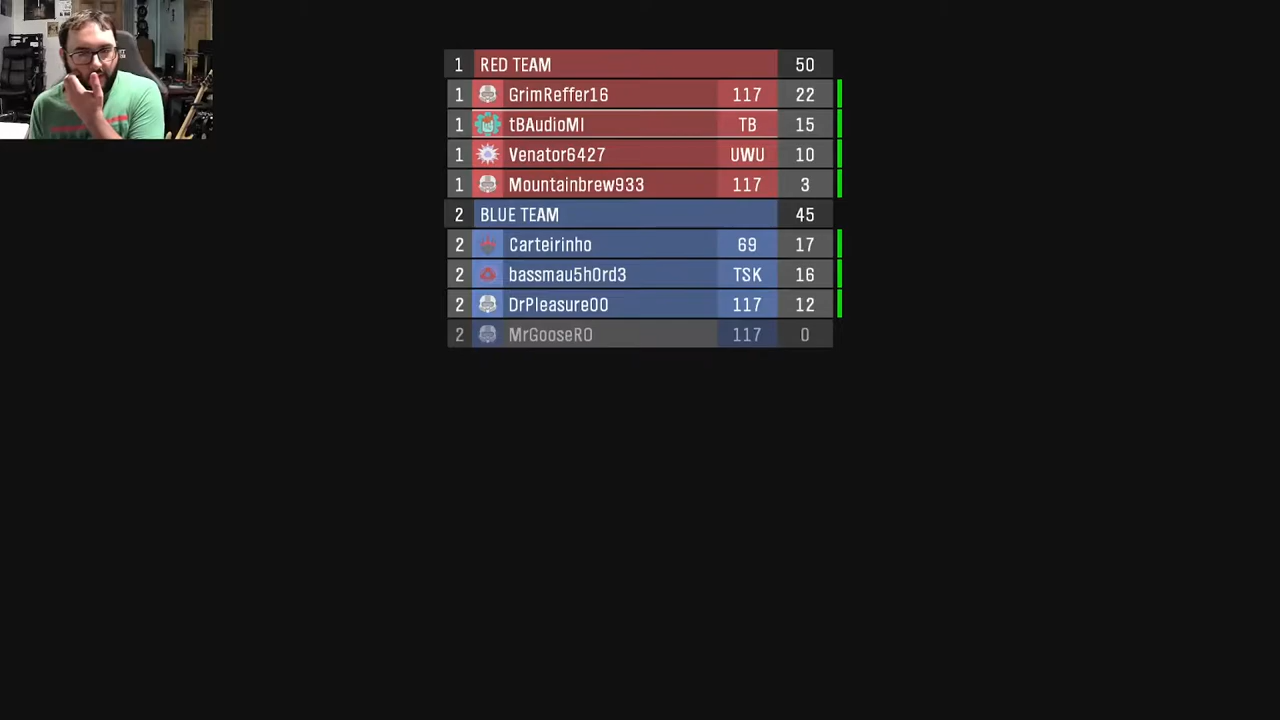 1 RED TEAM 50
1 GrimReffer16 117 22
1 tBAudioMI TB 15
1 Venator6427 UWU 10
1 Mountainbrew933 117 3
2 BLUE TEAM 45
2 Carteirinho 69 17
2 bassmau5h0rd3 TSK 16
2 DrPleasure00 117 12
2 MrGooseRO 117 0